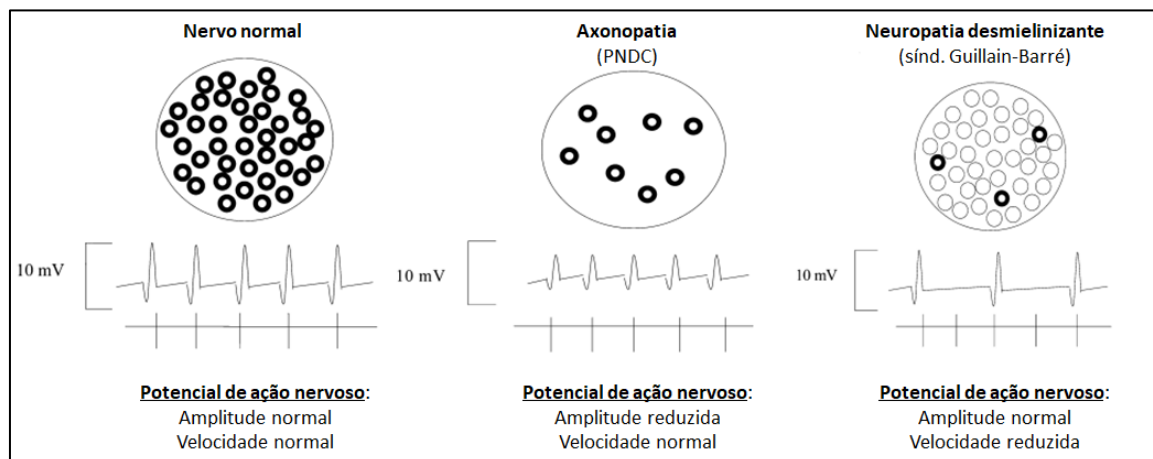 Nervo normal
Axonopatia
(PNDC)
Neuropatia desmielinizante
(sínd. Guillain-Barré)
10 mV
10 mV
10 mV
Potencial de ação nervoso:
Amplitude normal
Velocidade normal
Potencial de ação nervoso:
Amplitude reduzida
Velocidade normal
Potencial de ação nervoso:
Amplitude normal
Velocidade reduzida